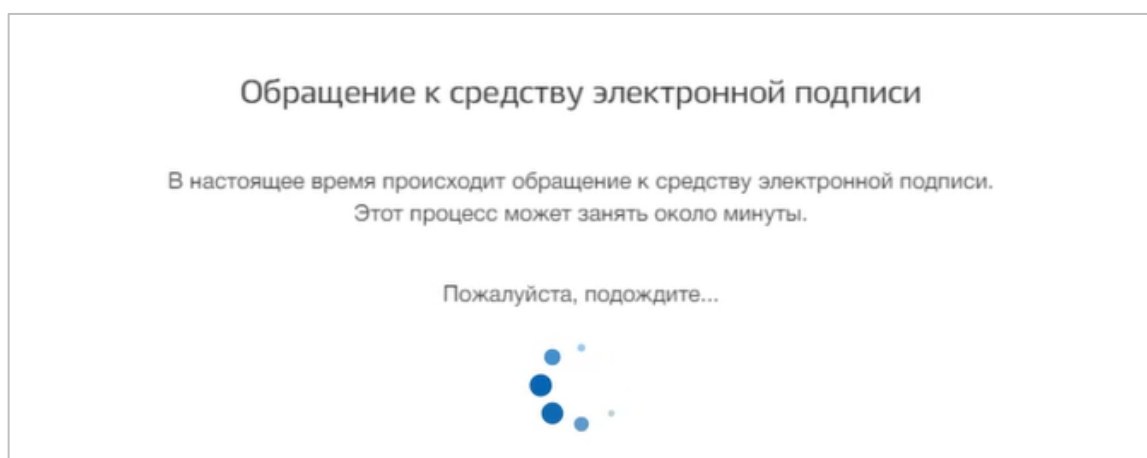 Обращение к средству электронной подписи
В настоящее время происходит обращение к средству электронной подписи.
Этот процесс может занять около минуты.
Пожалуйста, подождите...